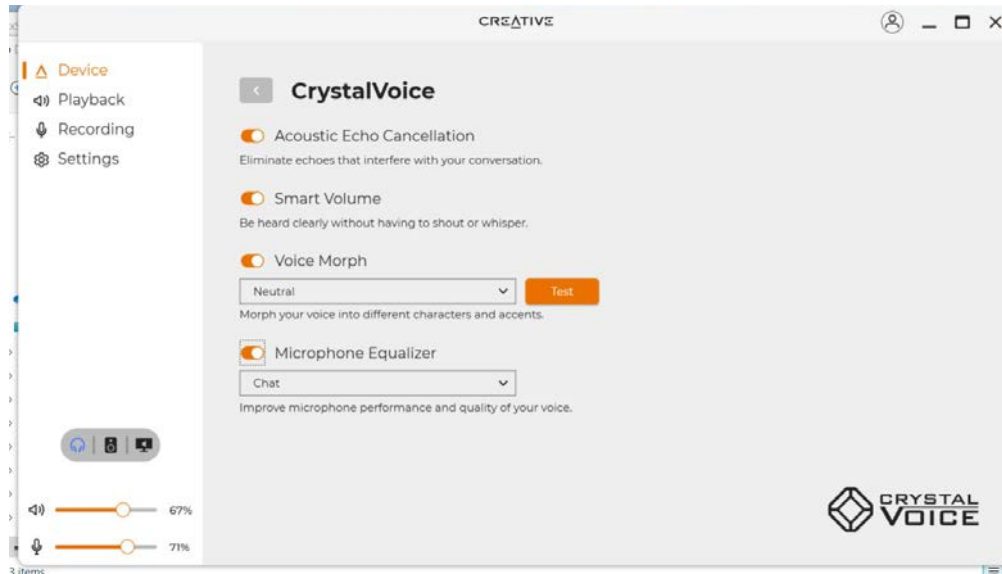 CREATIVE
Device
Playback
Recording
Settings
CrystalVoice
Acoustic Echo Cancellation
Eliminate echoes that interfere with your conversation.
Smart Volume
Be heard clearly without having to shout or whisper.
Voice Morph
Neutral
Test
Morph your voice into different characters and accents.
Microphone Equalizer
Chat
Improve microphone performance and quality of your voice.
67%
71%
CRYSTAL
VOICE
3 items